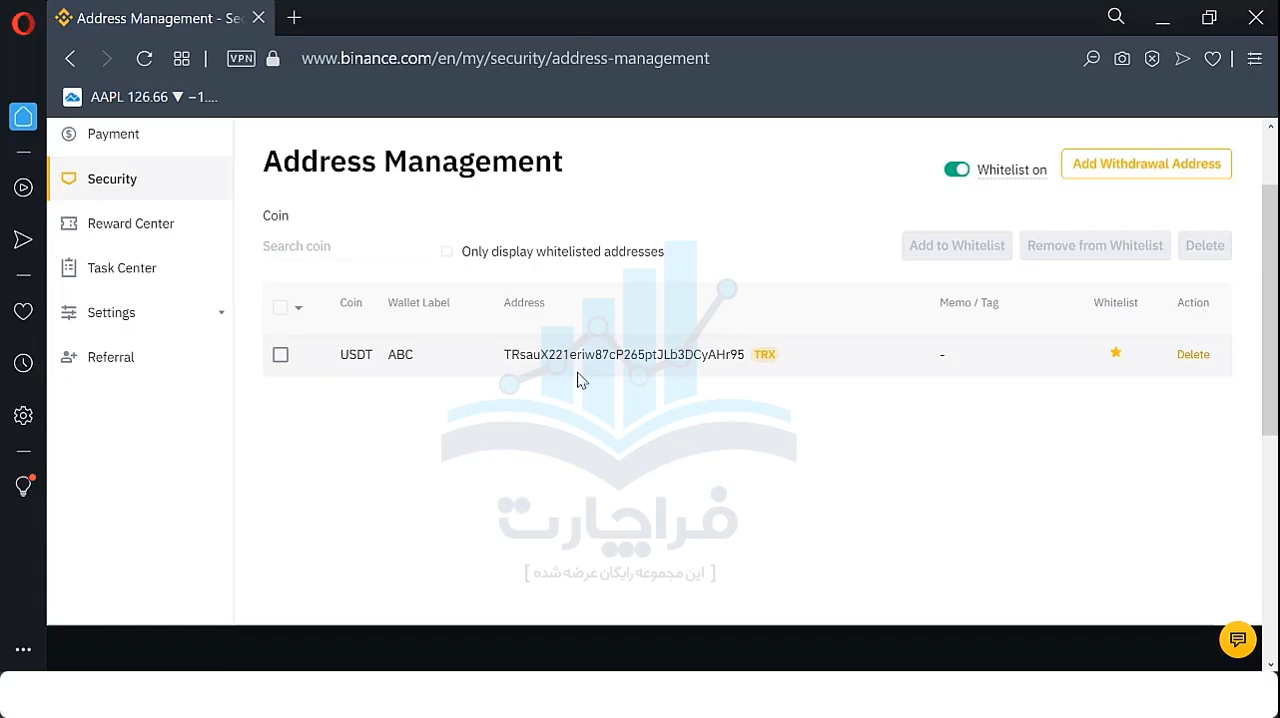 Address Management - Sec
VPN
www.binance.com/en/my/security/address-management
AAPL 126.66 ▼ −1....
Payment
Security
Reward Center
Task Center
Settings
Referral
Address Management
Whitelist on
Add Withdrawal Address
Coin
Search coin
Only display whitelisted addresses
Add to Whitelist
Remove from Whitelist
Delete
Coin Wallet Label Address Memo / Tag Whitelist Action
USDT ABC TRsauX221eriw87cP265ptJLb3DCyAHr95 TRX - Delete
فراچارت
[ این مجموعه رایگان عرضه شده ]